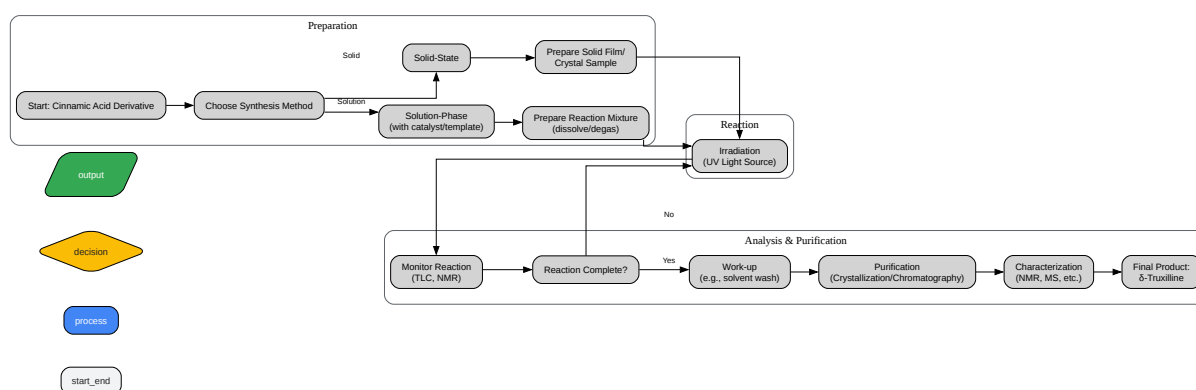 Preparation
Solid
Solid-State
Prepare Solid Film/
Crystal Sample
Start: Cinnamic Acid Derivative
Choose Synthesis Method
Solution
Solution-Phase
(with catalyst/template)
Prepare Reaction Mixture
(dissolve/degas)
Reaction
Irradiation
(UV Light Source)
output
No
decision
Analysis & Purification
Monitor Reaction
(TLC, NMR)
Reaction Complete?
Yes
Work-up
(e.g., solvent wash)
Purification
(Crystallization/Chromatography)
Characterization
(NMR, MS, etc.)
Final Product:
δ-Truxilline
process
start_end